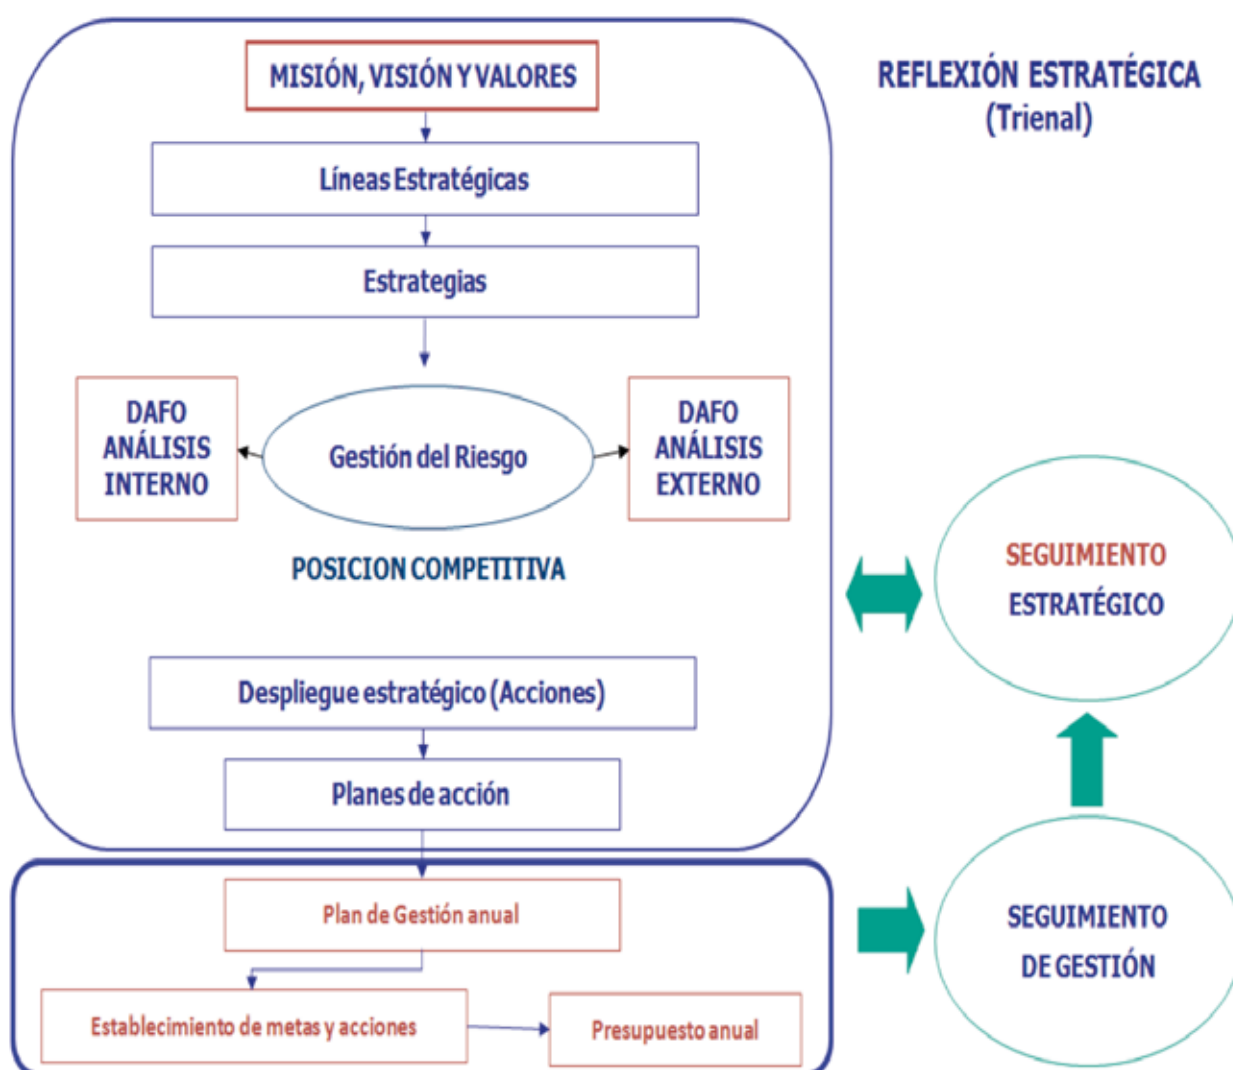 MISIÓN, VISIÓN Y VALORES
REFLEXIÓN ESTRATÉGICA
(Trienal)
Líneas Estratégicas
Estrategias
DAFO
ANÁLISIS
INTERNO
Gestión del Riesgo
DAFO
ANÁLISIS
EXTERNO
POSICION COMPETITIVA
SEGUIMIENTO
ESTRATÉGICO
Despliegue estratégico (Acciones)
Planes de acción
Plan de Gestión anual
SEGUIMIENTO
DE GESTIÓN
Establecimiento de metas y acciones
Presupuesto anual